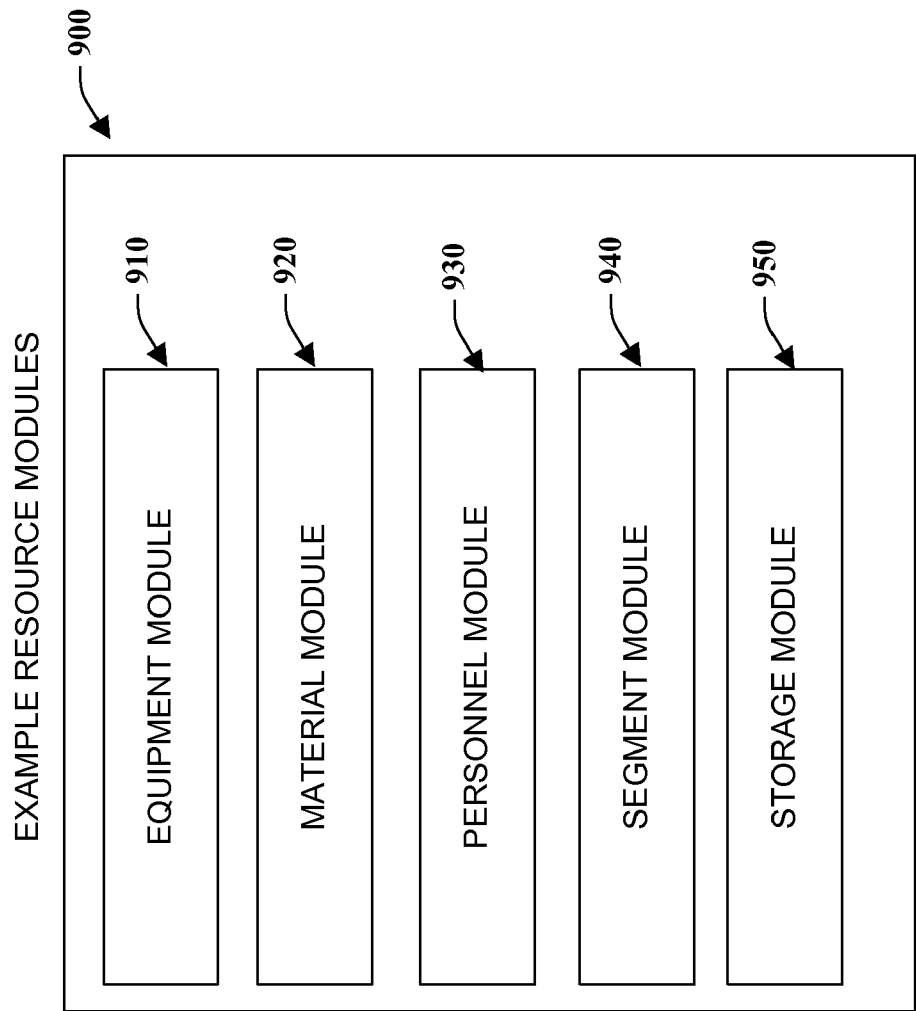 EXAMPLE RESOURCE MODULES
900
EQUIPMENT MODULE
910
MATERIAL MODULE
920
PERSONNEL MODULE
930
SEGMENT MODULE
940
STORAGE MODULE
950